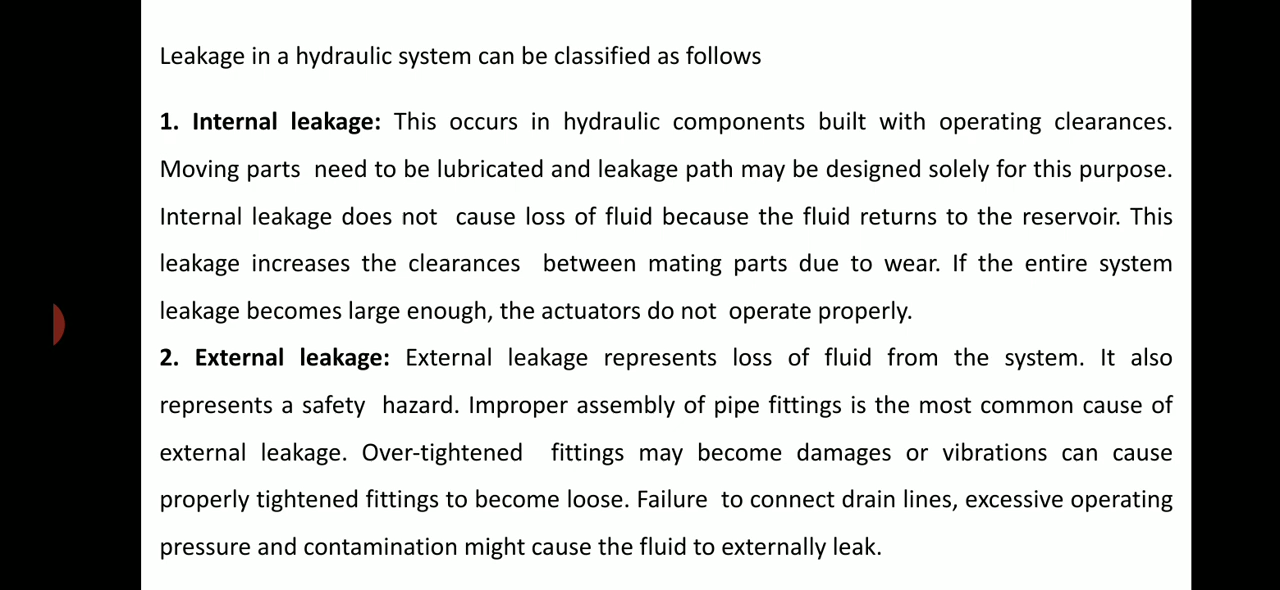 Leakage in a hydraulic system can be classified as follows
1. Internal leakage: This occurs in hydraulic components built with operating clearances.
Moving parts need to be lubricated and leakage path may be designed solely for this purpose.
Internal leakage does not cause loss of fluid because the fluid returns to the reservoir. This
leakage increases the clearances between mating parts due to wear. If the entire system
leakage becomes large enough, the actuators do not operate properly.
2. External leakage: External leakage represents loss of fluid from the system. It also
represents a safety hazard. Improper assembly of pipe fittings is the most common cause of
external leakage. Over-tightened fittings may become damages or vibrations can cause
properly tightened fittings to become loose. Failure to connect drain lines, excessive operating
pressure and contamination might cause the fluid to externally leak.